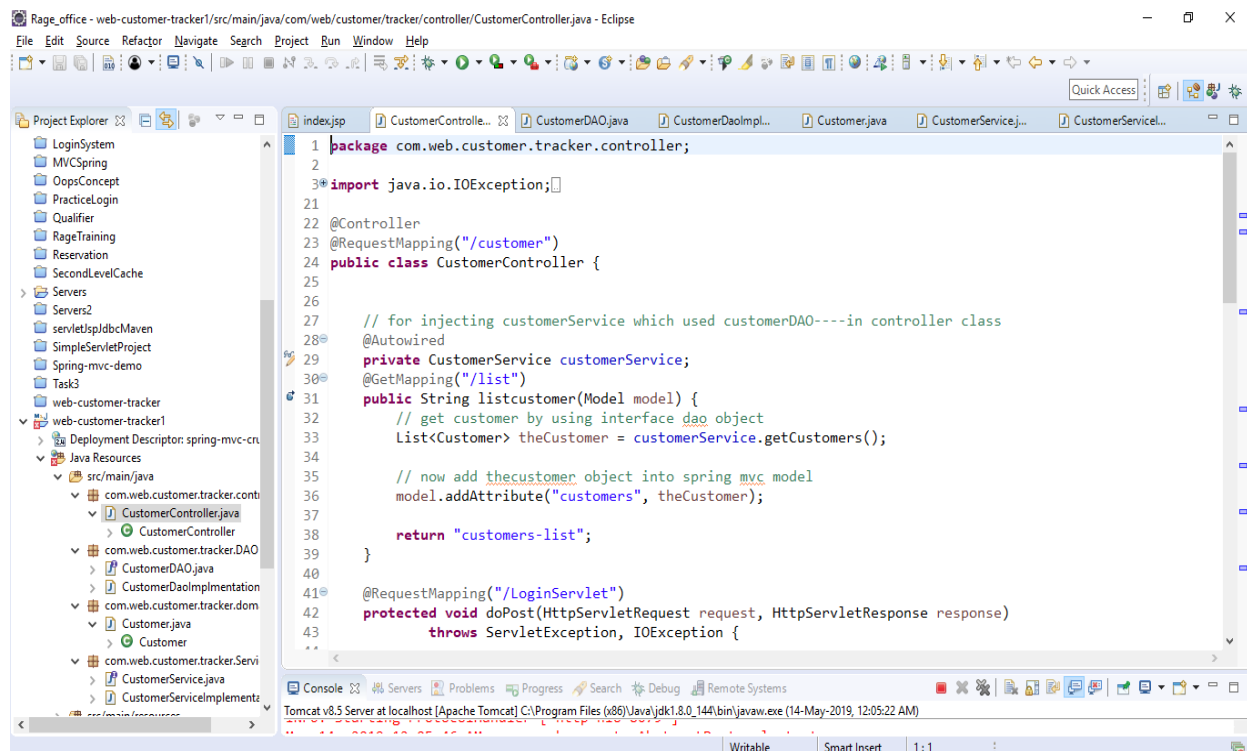 Rage_office - web-customer-tracker1/src/main/java/com/web/customer/tracker/controller/CustomerController.java - Eclipse
File Edit Source Refactor Navigate Search Project Run Window Help
Quick Access
Project Explorer
LoginSystem
MVCSpring
OopsConcept
PracticeLogin
Qualifier
RageTraining
Reservation
SecondLevelCache
Servers
Servers2
servletJspJdbcMaven
SimpleServletProject
Spring-mvc-demo
Task3
web-customer-tracker
web-customer-tracker1
Deployment Descriptor: spring-mvc-cru
Java Resources
src/main/java
com.web.customer.tracker.contr
CustomerController.java
CustomerController
com.web.customer.tracker.DAO
CustomerDAO.java
CustomerDaoImplmentation
com.web.customer.tracker.dom
Customer.java
Customer
com.web.customer.tracker.Servi
CustomerService.java
CustomerServiceImplementa
src/main/resources
index.jsp CustomerControlle... CustomerDAO.java CustomerDaoImpl... Customer.java CustomerService.j... CustomerServiceI...
1 package com.web.customer.tracker.controller;
2
3 import java.io.IOException;
21
22 @Controller
23 @RequestMapping("/customer")
24 public class CustomerController {
25
26
27 // for injecting customerService which used customerDAO----in controller class
28 @Autowired
29 private CustomerService customerService;
30 @GetMapping("/list")
31 public String listcustomer(Model model) {
32 // get customer by using interface dao object
33 List<Customer> theCustomer = customerService.getCustomers();
34
35 // now add thecustomer object into spring mvc model
36 model.addAttribute("customers", theCustomer);
37
38 return "customers-list";
39 }
40
41 @RequestMapping("/LoginServlet")
42 protected void doPost(HttpServletRequest request, HttpServletResponse response)
43 throws ServletException, IOException {
Console Servers Problems Progress Search Debug Remote Systems
Tomcat v8.5 Server at localhost [Apache Tomcat] C:\Program Files (x86)\Java\jdk1.8.0_144\bin\javaw.exe (14-May-2019, 12:05:22 AM)
Writable Smart Insert 1 : 1